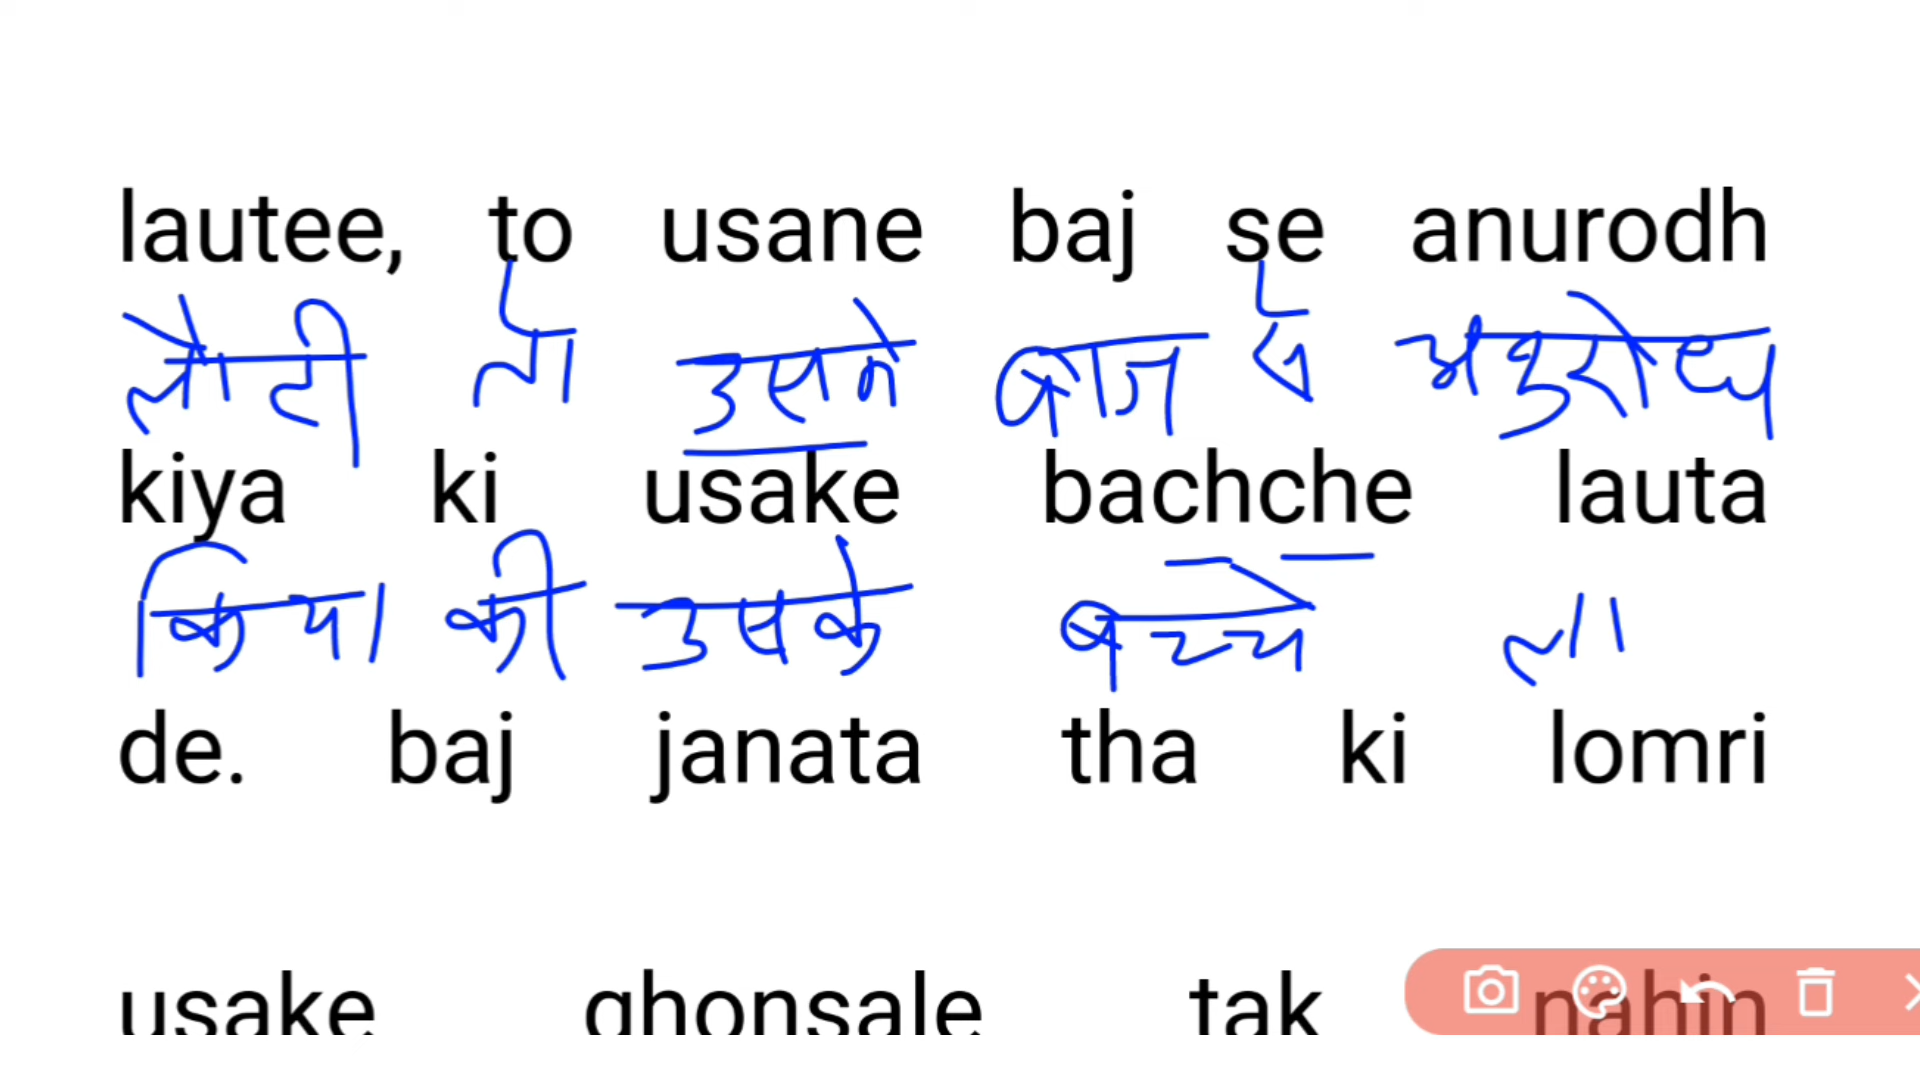 lautee, to usane baj se anurodh
लौटी तो उसने बाज से अनुरोध
kiya ki usake bachche lauta
किया की उसके बच्चे लौ
de. baj janata tha ki lomri
usake ghonsale tak nahin